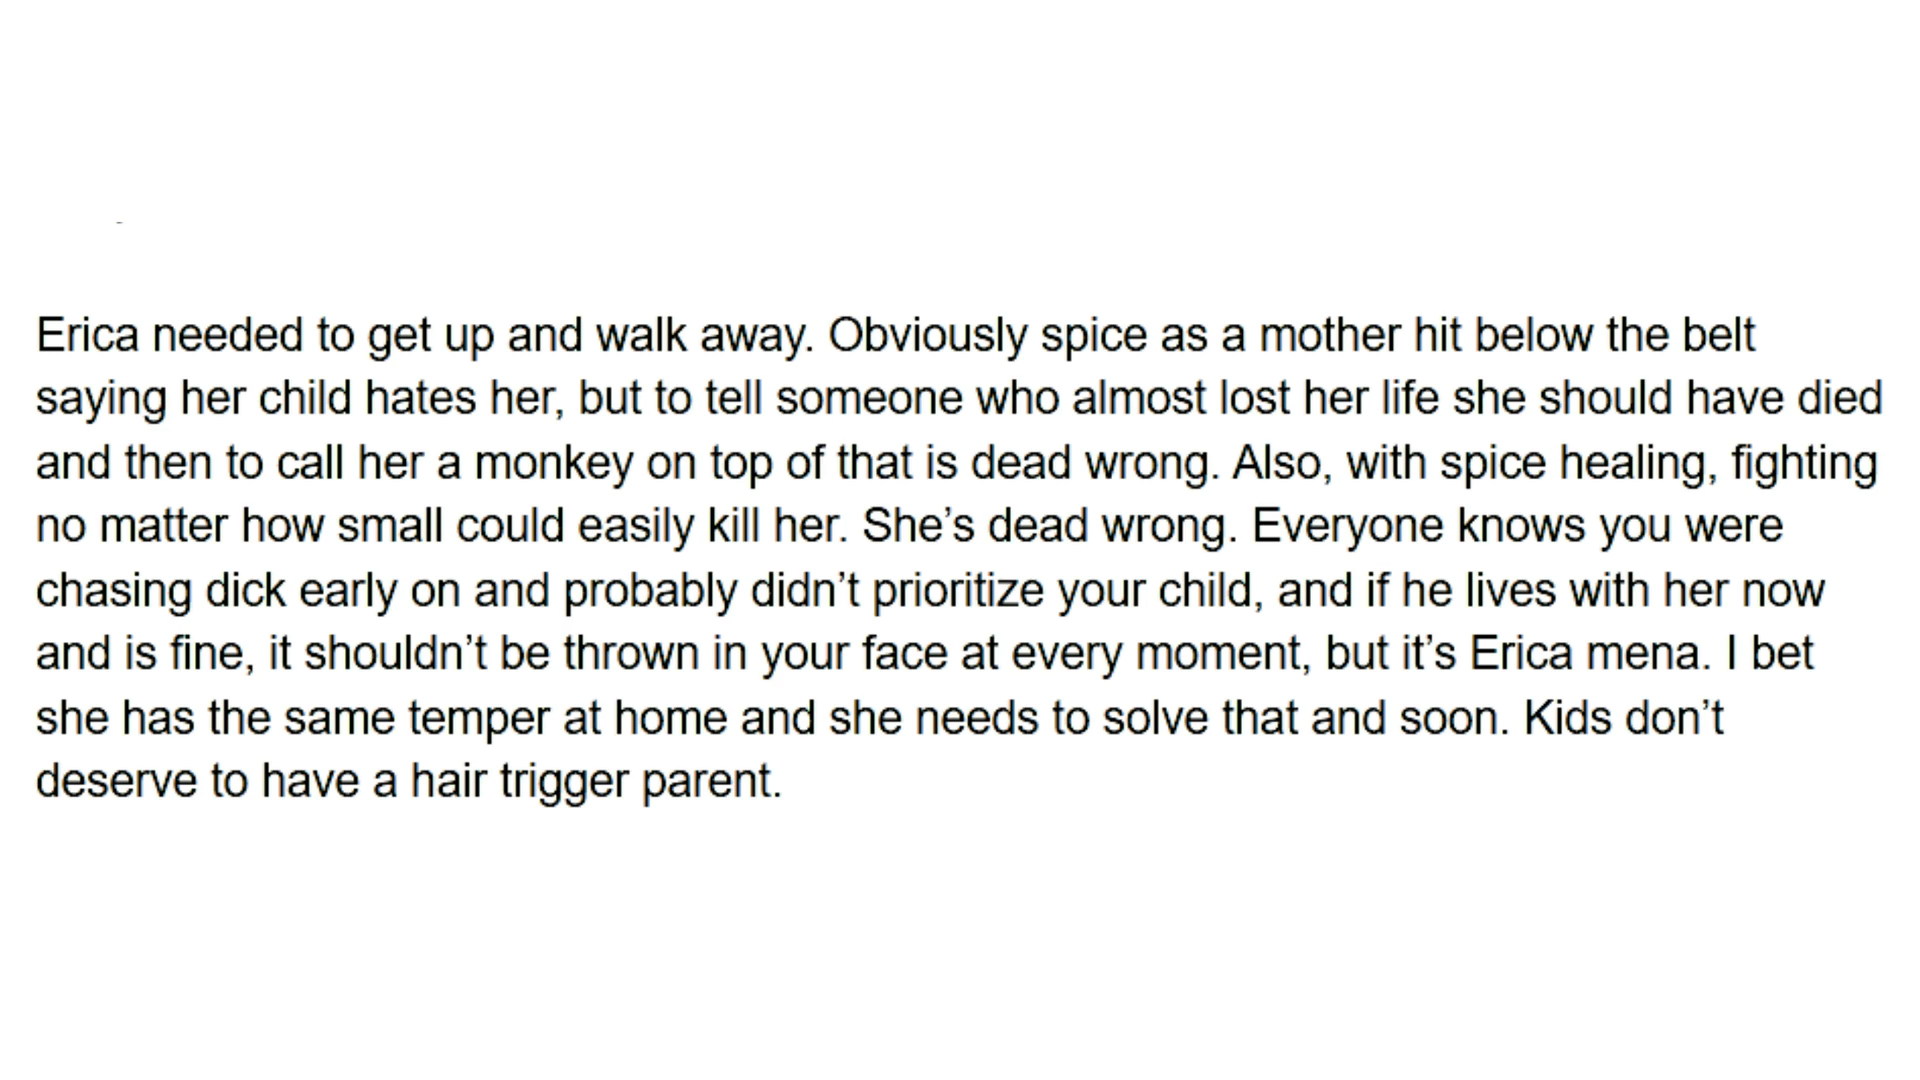 Erica needed to get up and walk away. Obviously spice as a mother hit below the belt
saying her child hates her, but to tell someone who almost lost her life she should have died
and then to call her a monkey on top of that is dead wrong. Also, with spice healing, fighting
no matter how small could easily kill her. She’s dead wrong. Everyone knows you were
chasing dick early on and probably didn’t prioritize your child, and if he lives with her now
and is fine, it shouldn’t be thrown in your face at every moment, but it’s Erica mena. I bet
she has the same temper at home and she needs to solve that and soon. Kids don’t
deserve to have a hair trigger parent.